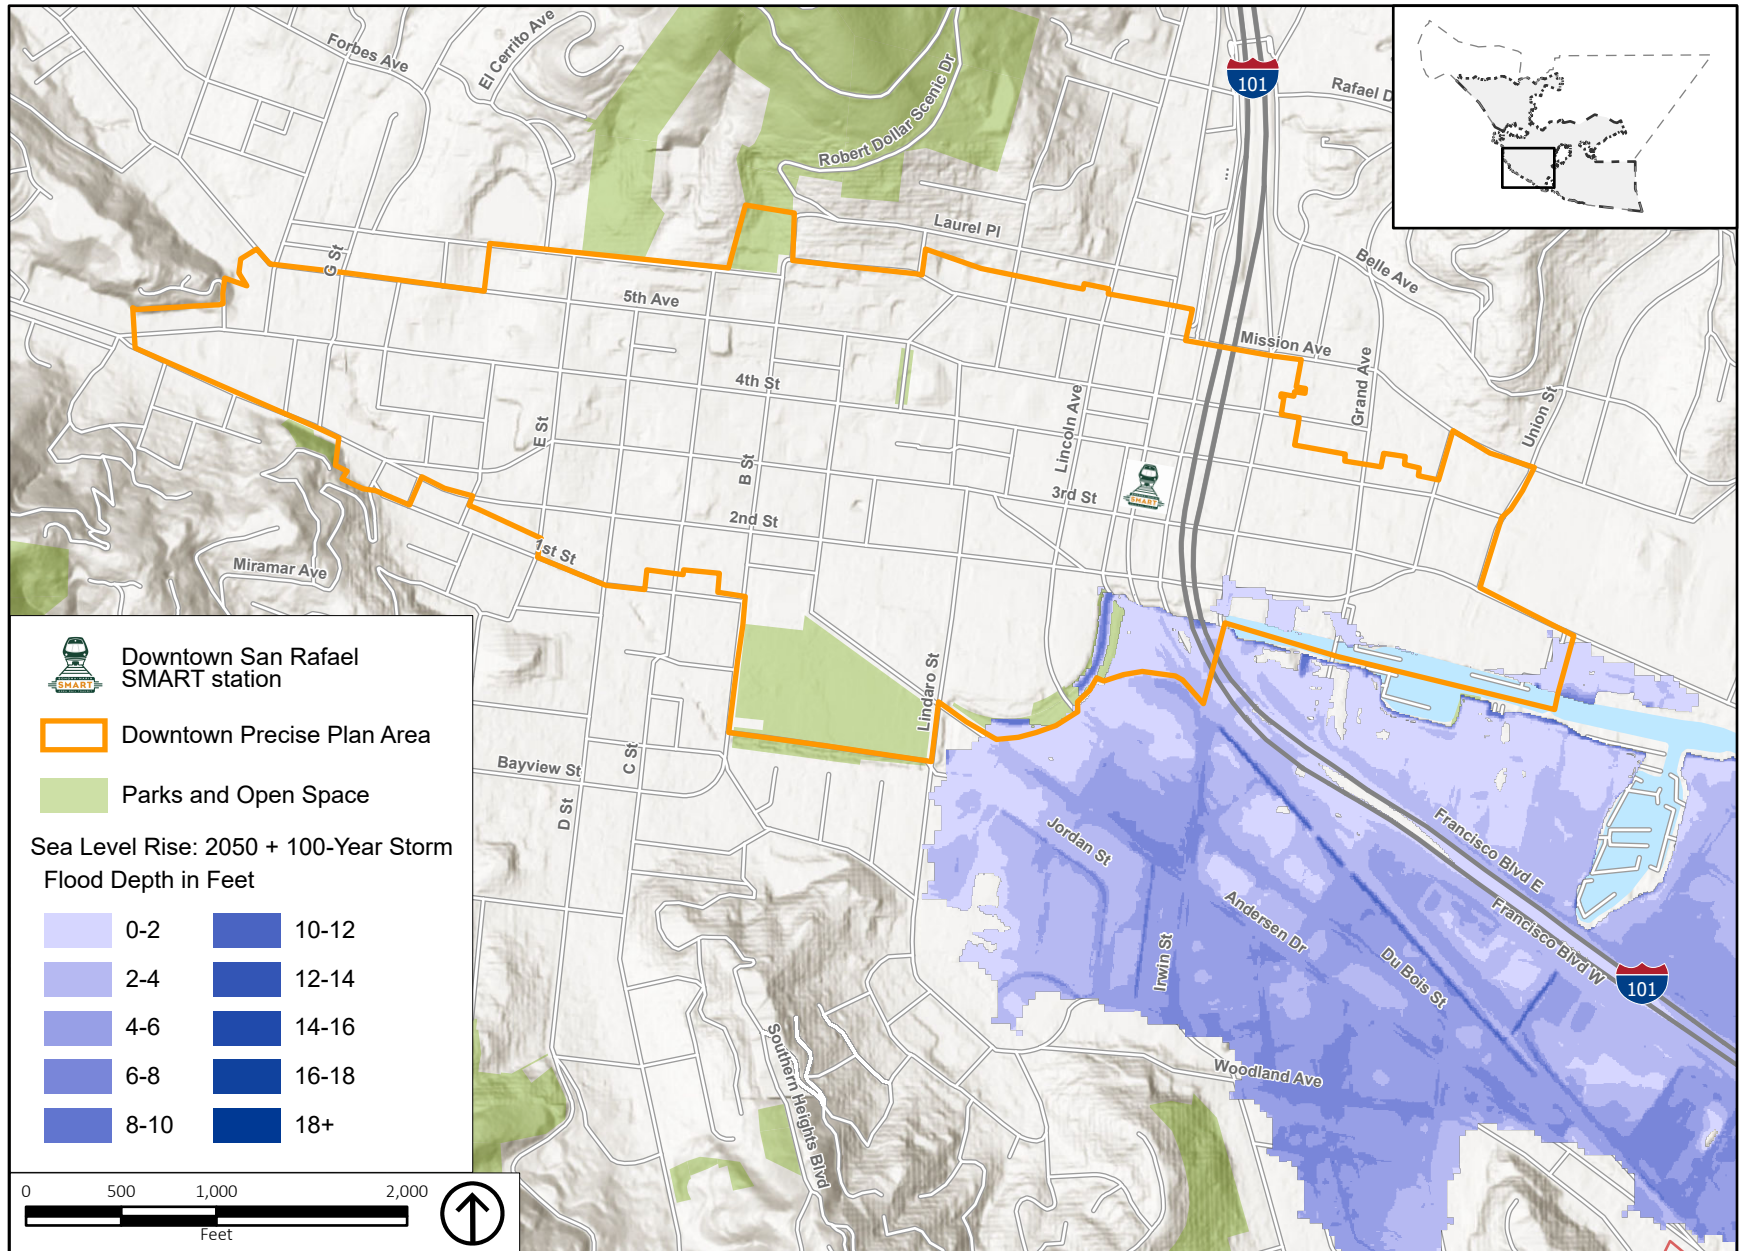 Forbes Ave
El Cerrito Ave
Robert Dollar Scenic Dr
101
Rafael D
...
Laurel Pl
Belle Ave
G St
5th Ave
Mission Ave
4th St
Grand Ave
Union St
E St
B St
Lincoln Ave
3rd St
SMART
2nd St
1st St
Miramar Ave
Lindaro St
C St
Bayview St
D St
Jordan St
Irwin St
Andersen Dr
Du Bois St
Francisco Blvd E
Francisco Blvd W
101
Woodland Ave
Southern Heights Blvd
SMART
Downtown San Rafael
SMART station
Downtown Precise Plan Area
Parks and Open Space
Sea Level Rise: 2050 + 100-Year Storm
Flood Depth in Feet
0-2
10-12
2-4
12-14
4-6
14-16
6-8
16-18
8-10
18+
0 500 1,000 2,000
Feet